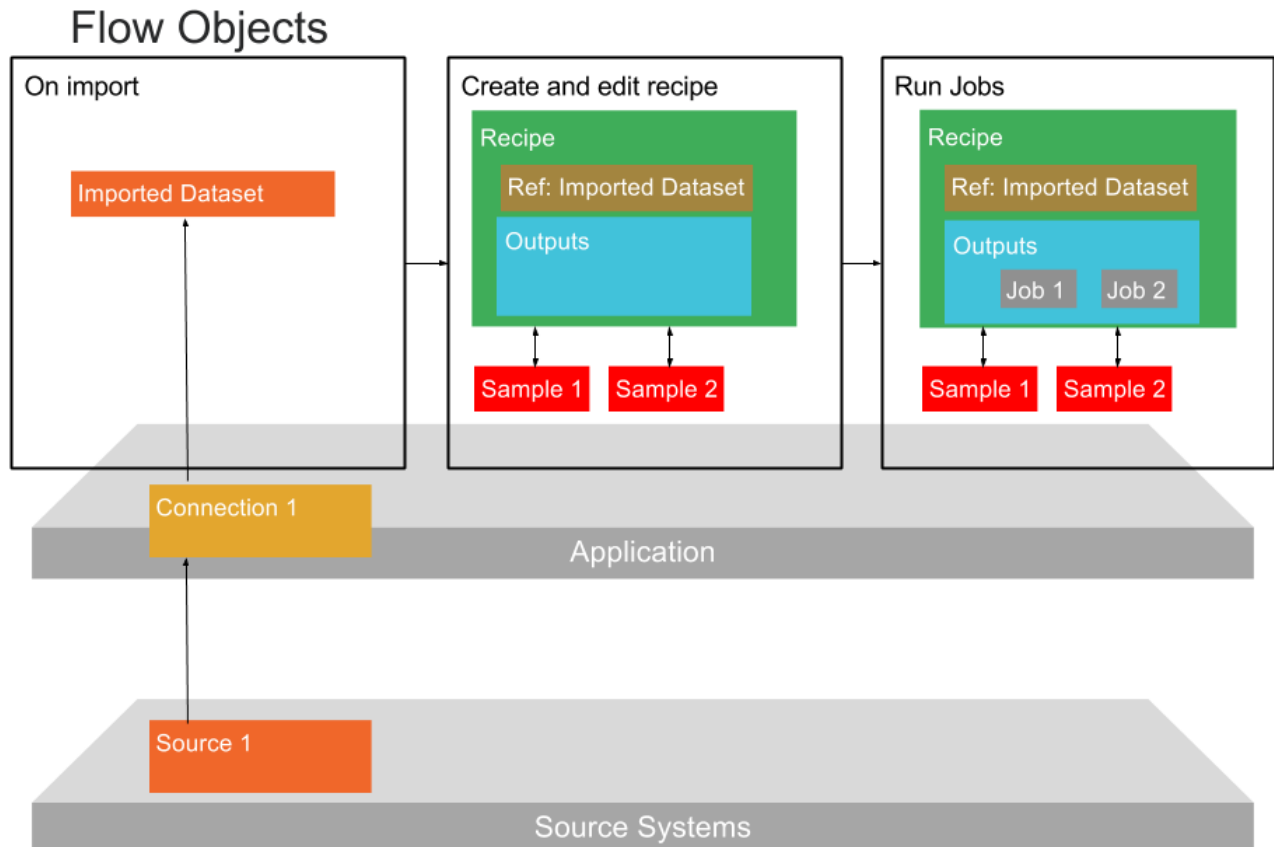 Flow Objects
On import
Imported Dataset
Create and edit recipe
Recipe
Ref: Imported Dataset
Outputs
Sample 1
Sample 2
Run Jobs
Recipe
Ref: Imported Dataset
Outputs
Job 1
Job 2
Sample 1
Sample 2
Connection 1
Application
Source 1
Source Systems